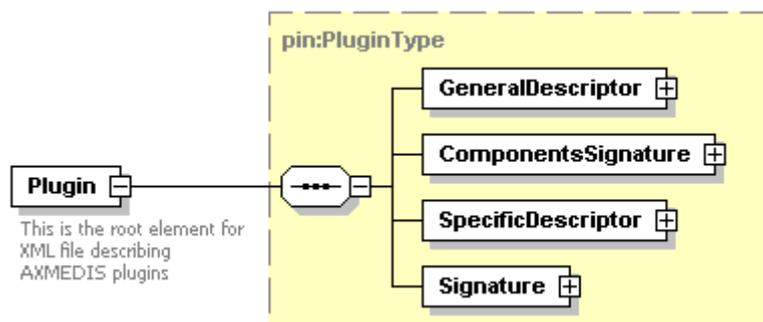 pin:PluginType
GeneralDescriptor
ComponentsSignature
Plugin
This is the root element for
XML file describing
AXMEDIS plugins
SpecificDescriptor
Signature